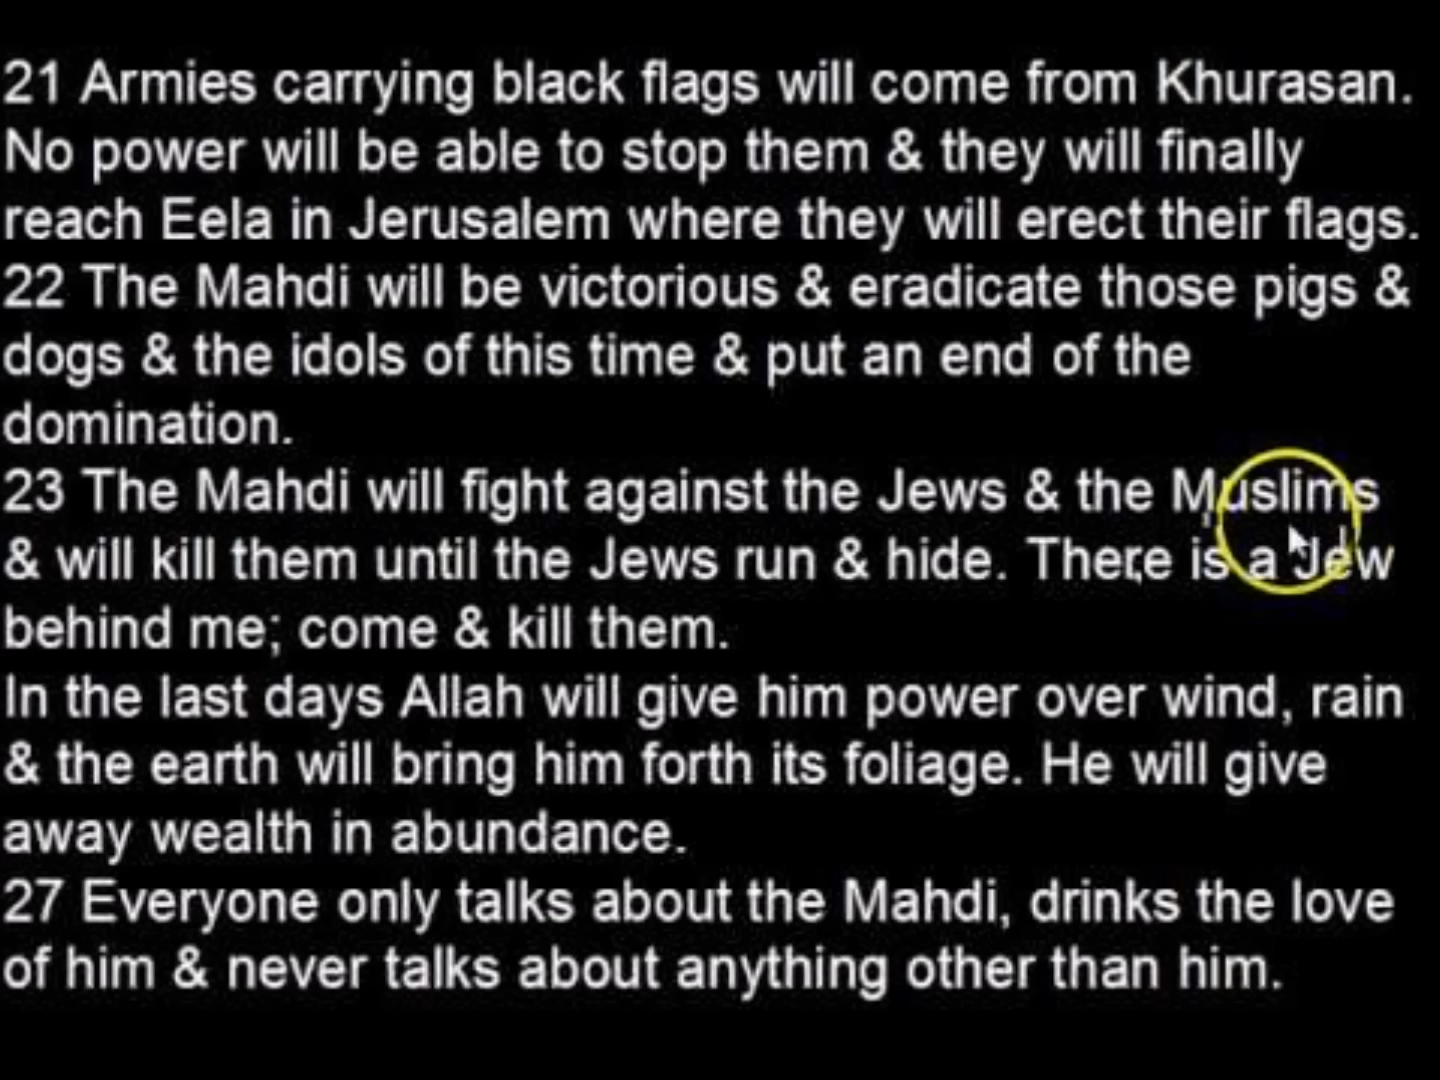 21 Armies carrying black flags will come from Khurasan.
No power will be able to stop them & they will finally
reach Eela in Jerusalem where they will erect their flags.
22 The Mahdi will be victorious & eradicate those pigs &
dogs & the idols of this time & put an end of the
domination.
23 The Mahdi will fight against the Jews & the Muslims
& will kill them until the Jews run & hide. There is a Jew
behind me; come & kill them.
In the last days Allah will give him power over wind, rain
& the earth will bring him forth its foliage. He will give
away wealth in abundance.
27 Everyone only talks about the Mahdi, drinks the love
of him & never talks about anything other than him.